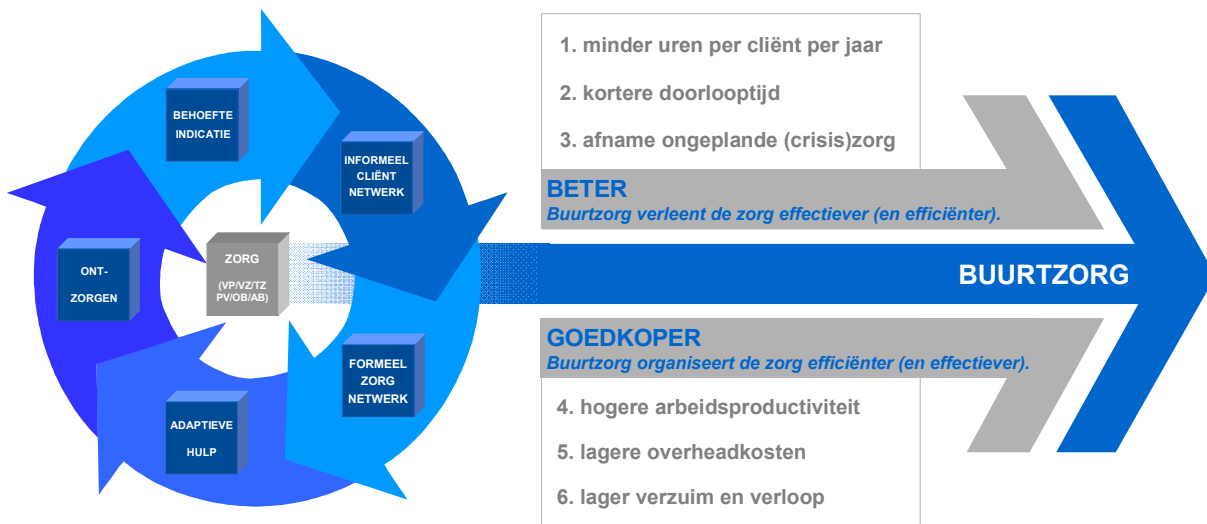 BEHOEFTE
INDICATIE
INFORMEEL
CLIËNT
NETWERK
FORMEEL
ZORG
NETWERK
ADAPTIEVE
HULP
ONT-
ZORGEN
ZORG
(VP/VZ/TZ
PV/OB/AB)
1. minder uren per cliënt per jaar
2. kortere doorlooptijd
3. afname ongeplande (crisis)zorg
BETER
Buurtzorg verleent de zorg effectiever (en efficiënter).
BUURTZORG
GOEDKOPER
Buurtzorg organiseert de zorg efficiënter (en effectiever).
4. hogere arbeidsproductiviteit
5. lagere overheadkosten
6. lager verzuim en verloop